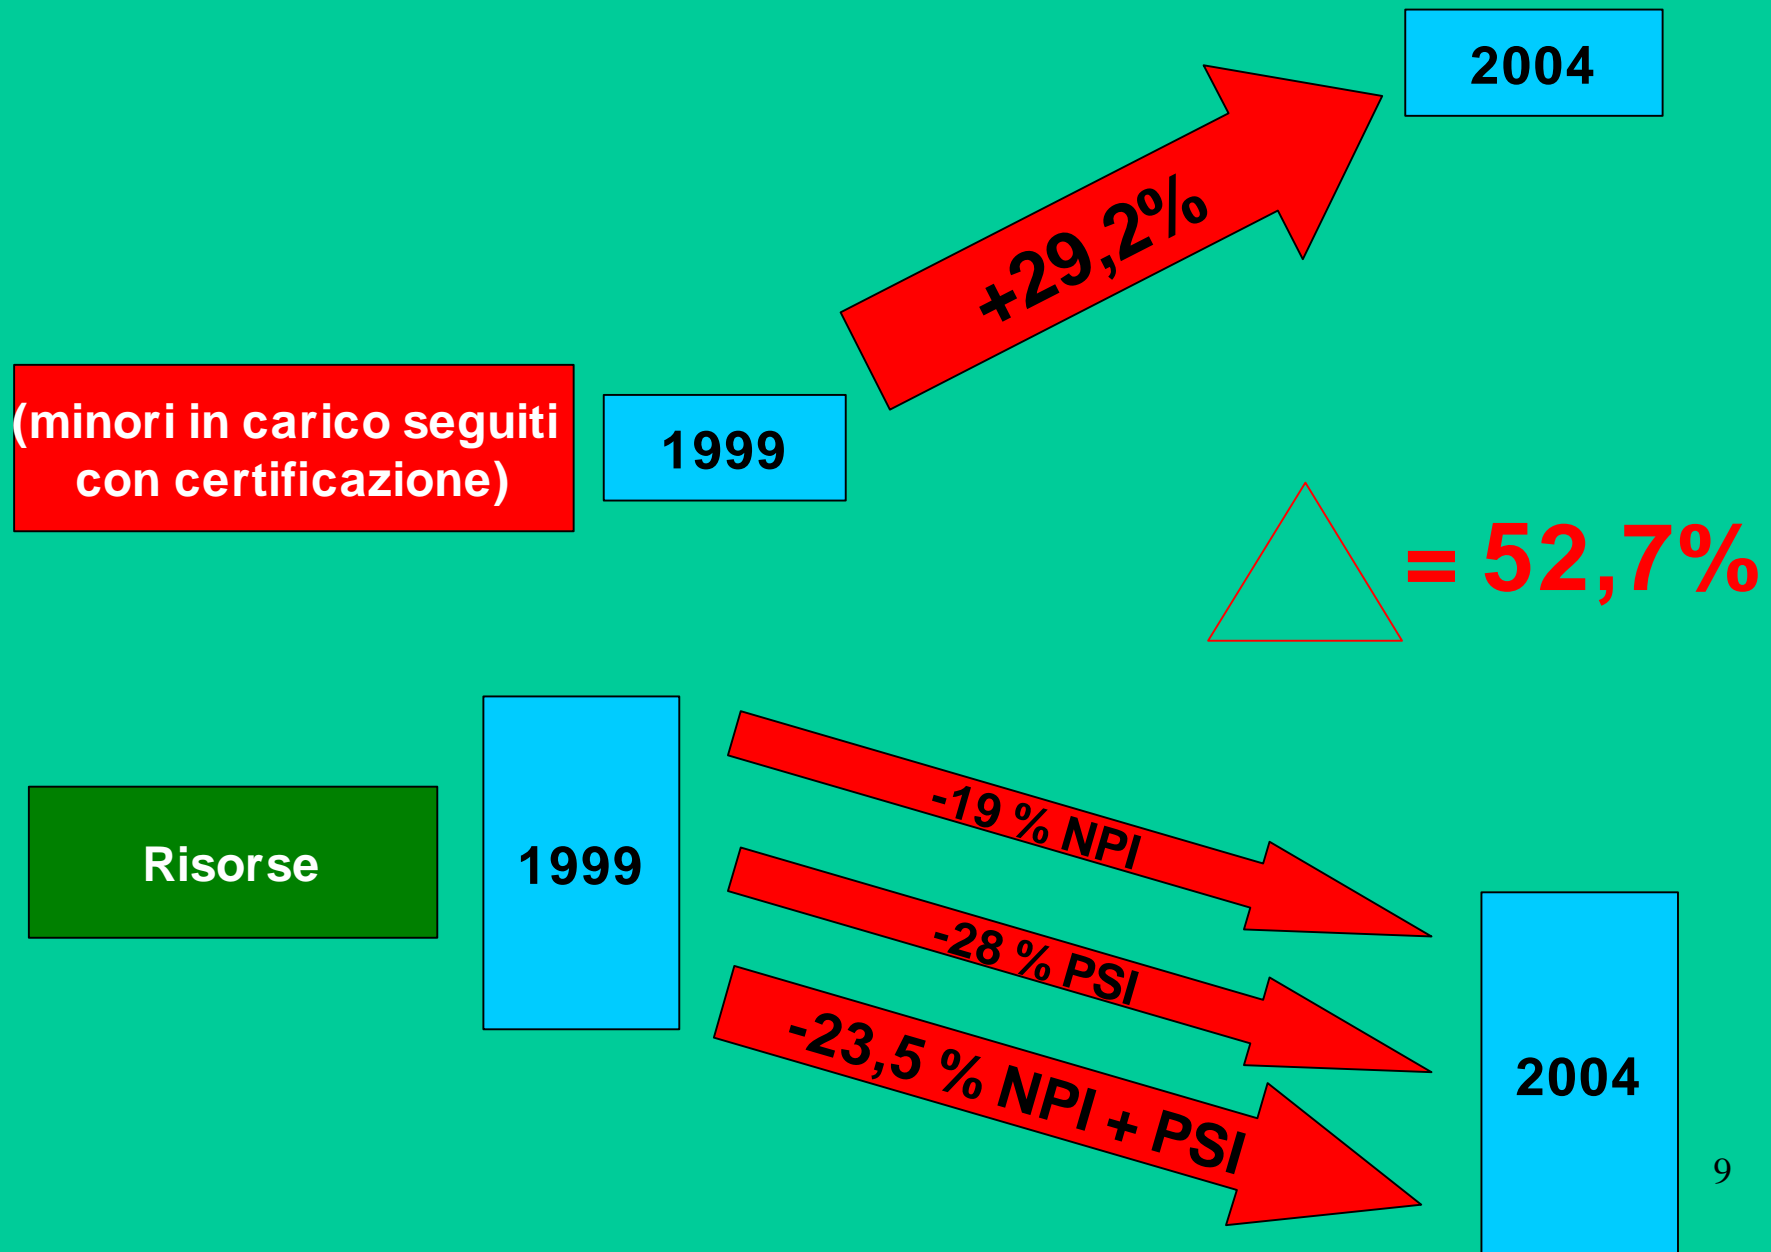 2004
+29,2%
(minori in carico seguiti
con certificazione)
1999
= 52,7%
Risorse
1999
-19 % NPI
-28 % PSI
-23,5 % NPI + PSI
2004
9